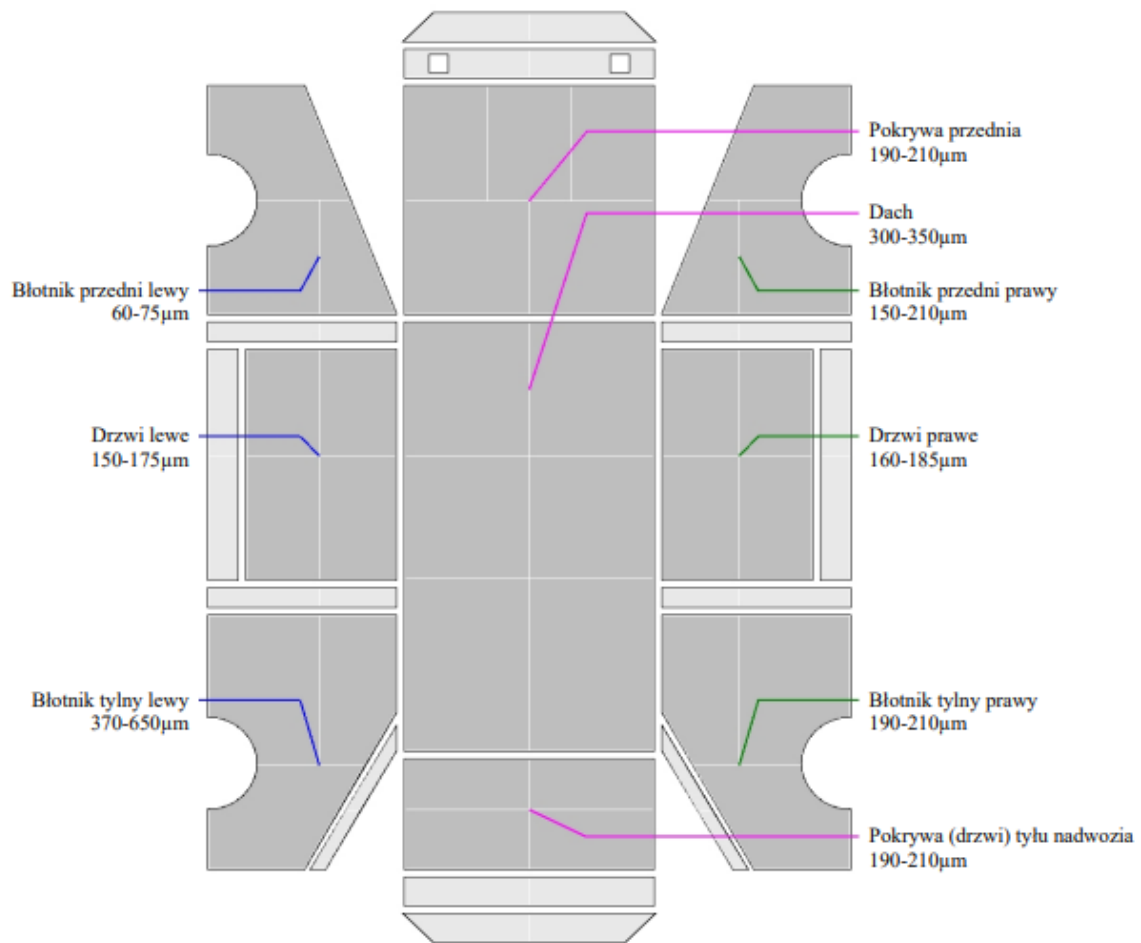 Pokrywa przednia
190-210µm
Dach
300-350µm
Błotnik przedni lewy
60-75µm
Błotnik przedni prawy
150-210µm
Drzwi lewe
150-175µm
Drzwi prawe
160-185µm
Błotnik tylny lewy
370-650µm
Błotnik tylny prawy
190-210µm
Pokrywa (drzwi) tyłu nadwozia
190-210µm